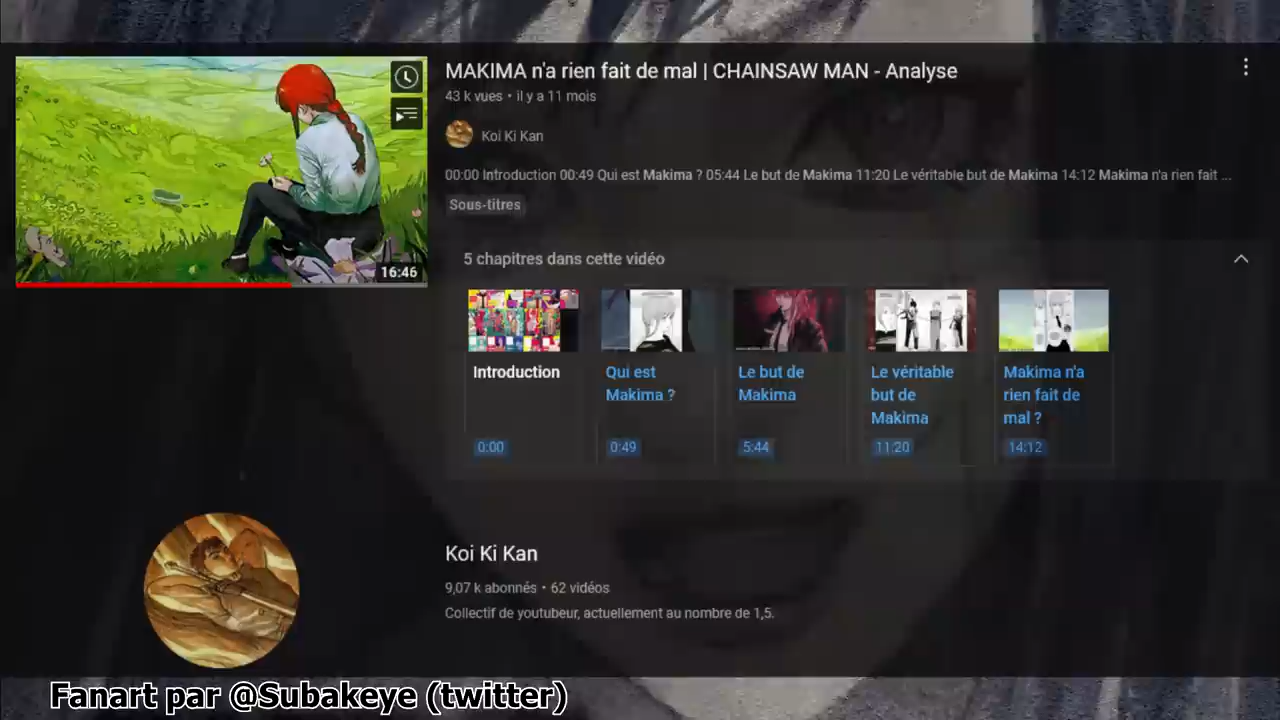 MAKIMA n'a rien fait de mal | CHAINSAW MAN - Analyse
43 k vues • il y a 11 mois
Koi Ki Kan
00:00 Introduction 00:49 Qui est Makima ? 05:44 Le but de Makima 11:20 Le véritable but de Makima 14:12 Makima n'a rien fait ...
Sous-titres
16:46
5 chapitres dans cette vidéo
Introduction
0:00
Qui est
Makima ?
0:49
Le but de
Makima
5:44
Le véritable
but de
Makima
11:20
Makima n'a
rien fait de
mal ?
14:12
Koi Ki Kan
9,07 k abonnés • 62 vidéos
Collectif de youtubeur, actuellement au nombre de 1,5.
Fanart par @Subakeye (twitter)